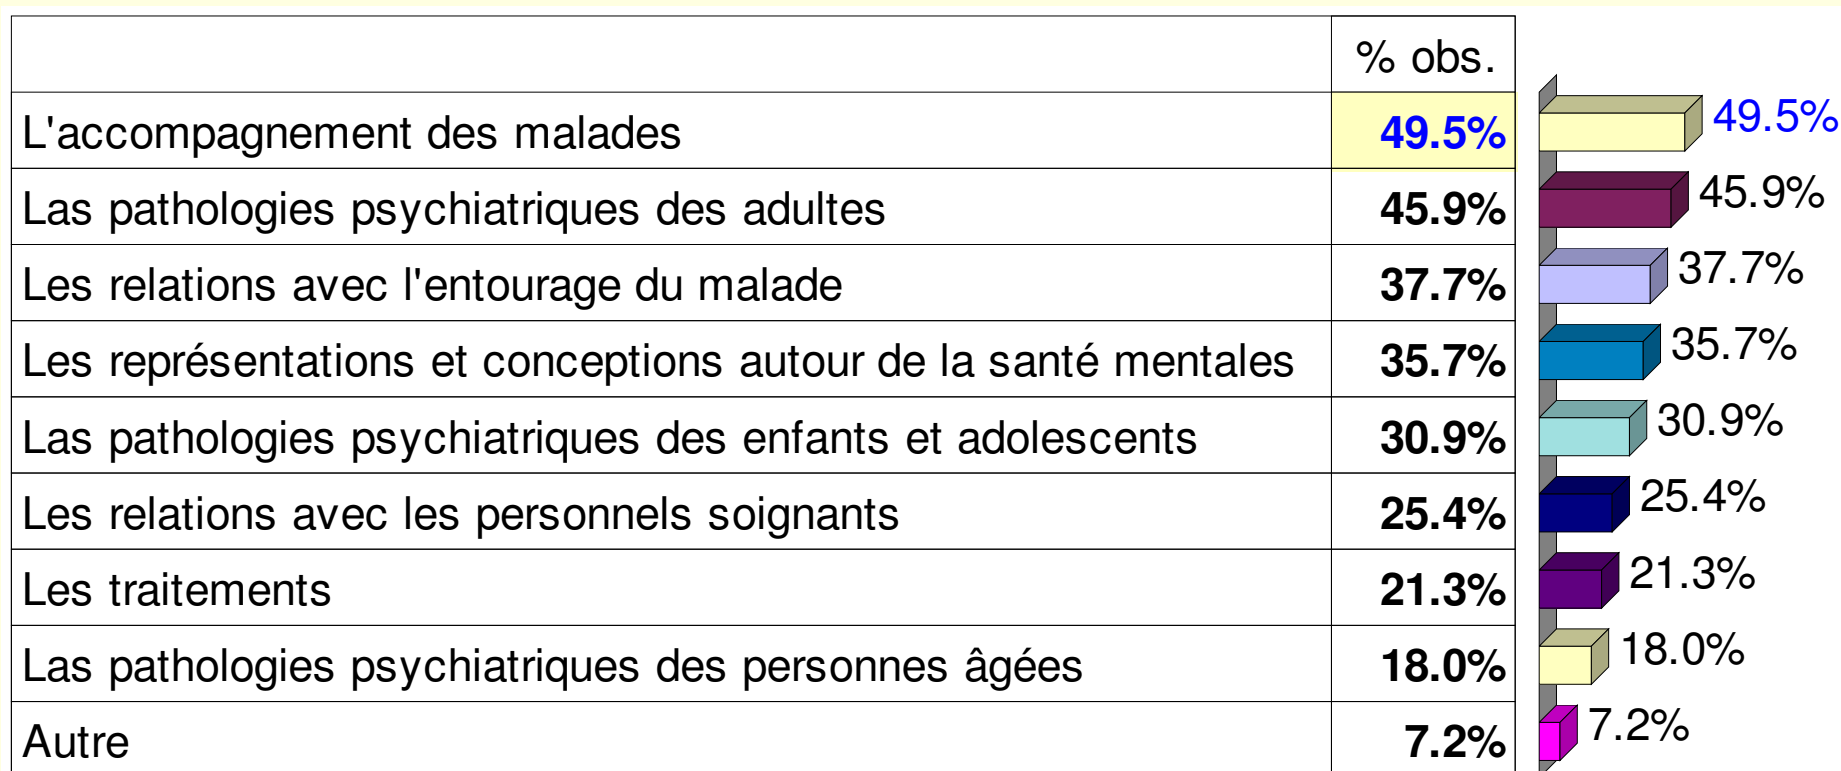 % obs.
L'accompagnement des malades 49.5% 49.5%
Las pathologies psychiatriques des adultes 45.9% 45.9%
Les relations avec l'entourage du malade 37.7% 37.7%
Les représentations et conceptions autour de la santé mentales 35.7% 35.7%
Las pathologies psychiatriques des enfants et adolescents 30.9% 30.9%
Les relations avec les personnels soignants 25.4% 25.4%
Les traitements 21.3% 21.3%
Las pathologies psychiatriques des personnes âgées 18.0% 18.0%
Autre 7.2% 7.2%